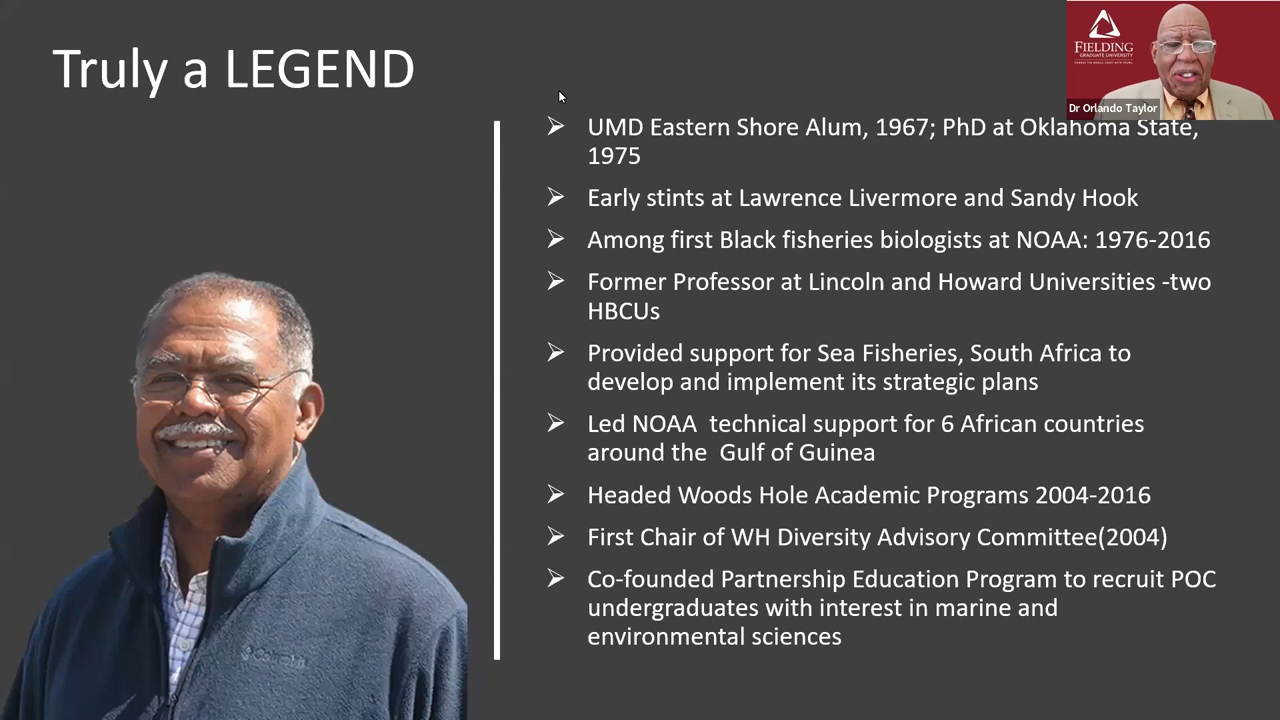 Truly a LEGEND
FIELDING
GRADUATE UNIVERSITY
Dr Orlando Taylor
➢ UMD Eastern Shore Alum, 1967; PhD at Oklahoma State,
1975
➢ Early stints at Lawrence Livermore and Sandy Hook
➢ Among first Black fisheries biologists at NOAA: 1976-2016
➢ Former Professor at Lincoln and Howard Universities -two
HBCUs
➢ Provided support for Sea Fisheries, South Africa to
develop and implement its strategic plans
➢ Led NOAA  technical support for 6 African countries
around the  Gulf of Guinea
➢ Headed Woods Hole Academic Programs 2004-2016
➢ First Chair of WH Diversity Advisory Committee(2004)
➢ Co-founded Partnership Education Program to recruit POC
undergraduates with interest in marine and
environmental sciences
Columbia